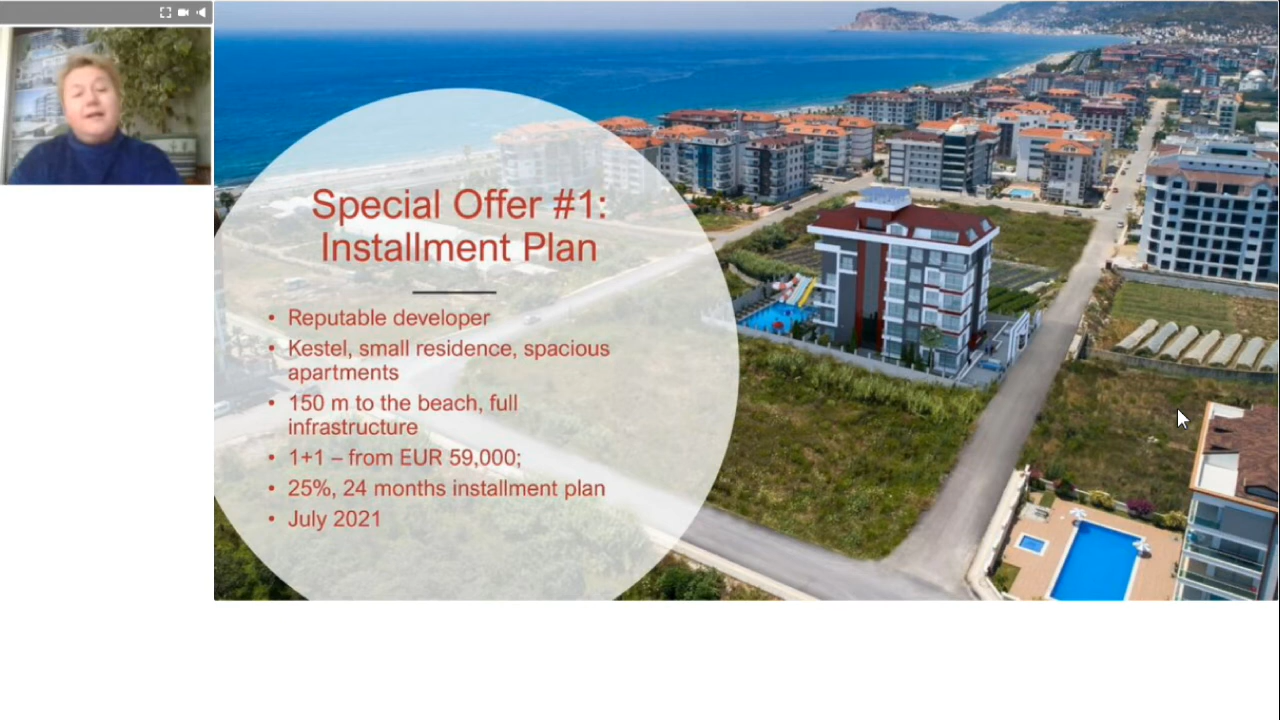 Special Offer #1:
Installment Plan
• Reputable developer
• Kestel, small residence, spacious
apartments
• 150 m to the beach, full
infrastructure
• 1+1 – from EUR 59,000;
• 25%, 24 months installment plan
• July 2021